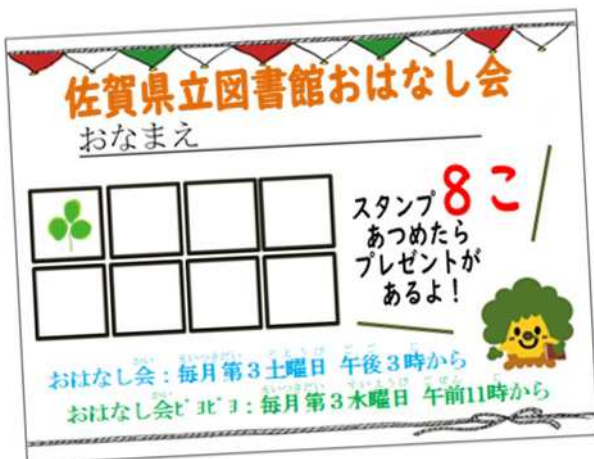 佐賀県立図書館おはなし会
おなまえ
スタンプ8こ
あつめたら
プレゼントが
あるよ!
おはなし会:毎月第3土曜日 午後3時から
おはなし会ピヨピヨ:毎月第3水曜日 午前11時から